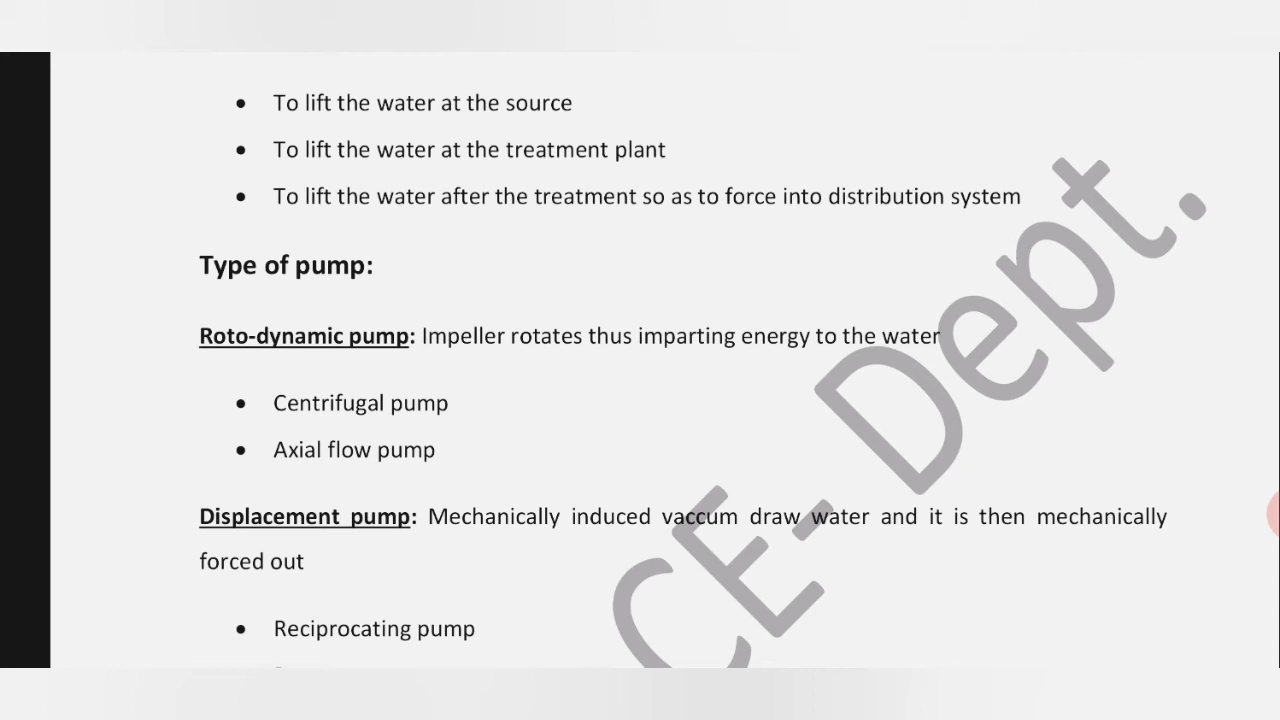 • To lift the water at the source
• To lift the water at the treatment plant
• To lift the water after the treatment so as to force into distribution system
Type of pump:
Roto-dynamic pump: Impeller rotates thus imparting energy to the water
• Centrifugal pump
• Axial flow pump
Displacement pump: Mechanically induced vaccum draw water and it is then mechanically
forced out
• Reciprocating pump
CE- Dept.